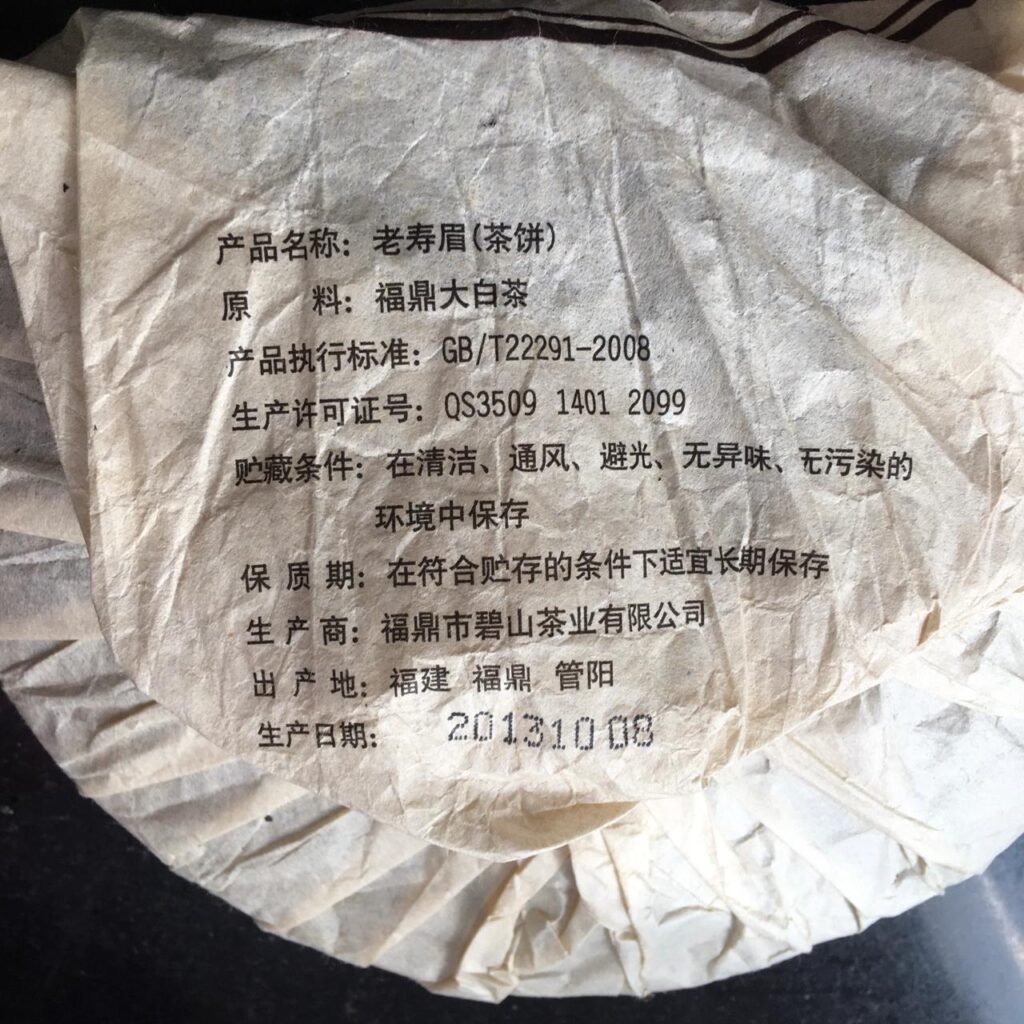 产品名称：老寿眉(茶饼)
原 料：福鼎大白茶
产品执行标准：GB/T22291-2008
生产许可证号：QS3509 1401 2099
贮藏条件：在清洁、通风、避光、无异味、无污染的
环境中保存
保 质 期：在符合贮存的条件下适宜长期保存
生 产 商：福鼎市碧山茶业有限公司
出 产 地：福建 福鼎 管阳
生产日期： 20131008